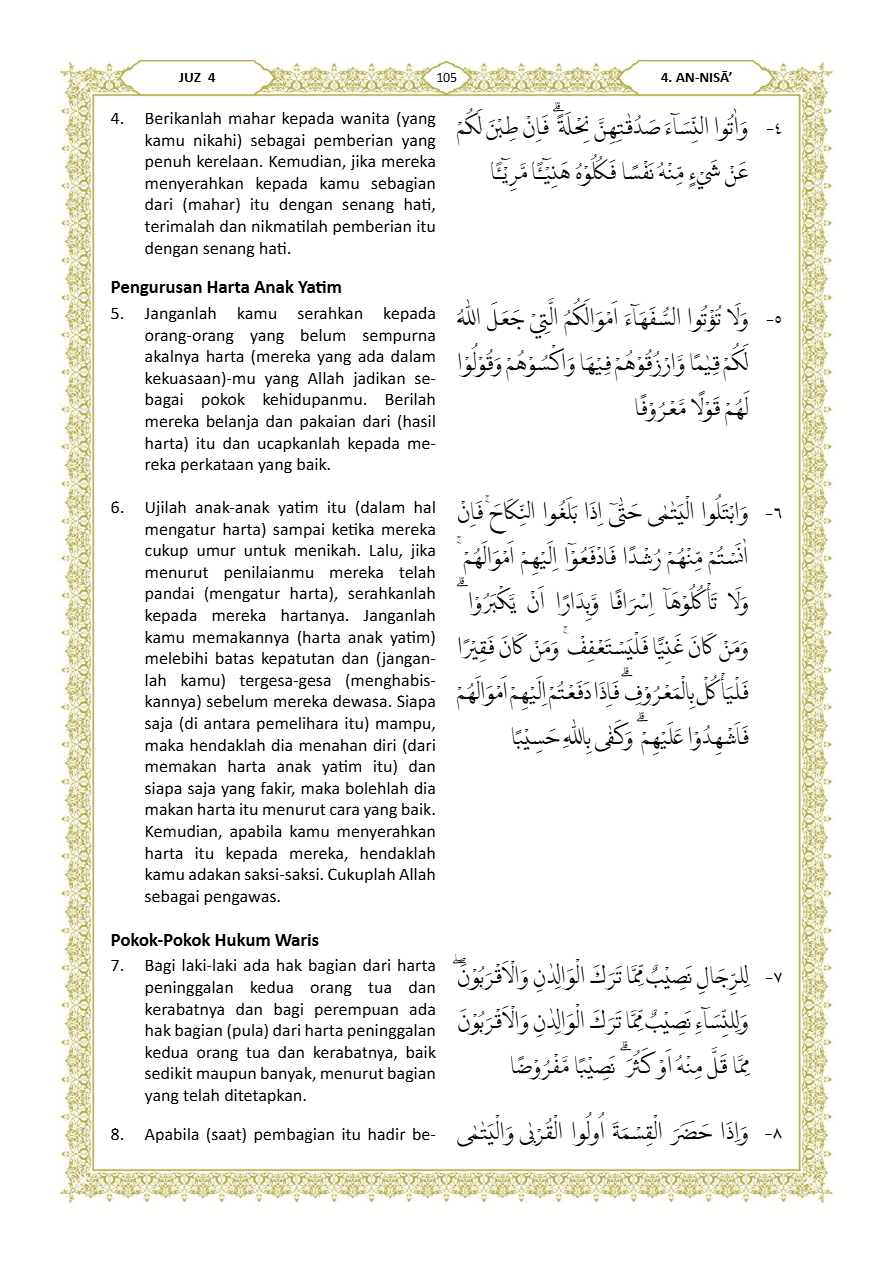 JUZ 4
105
4. AN-NISĀ’
4. Berikanlah mahar kepada wanita (yang
kamu nikahi) sebagai pemberian yang
penuh kerelaan. Kemudian, jika mereka
menyerahkan kepada kamu sebagian
dari (mahar) itu dengan senang hati,
terimalah dan nikmatilah pemberian itu
dengan senang hati.
٤- وَاٰتُوا النِّسَاۤءَ صَدُقٰتِهِنَّ نِحْلَةً ۗ فَاِنْ طِبْنَ لَكُمْ
عَنْ شَيْءٍ مِّنْهُ نَفْسًا فَكُلُوْهُ هَنِيْۤـًٔا مَّرِيْۤـًٔا
Pengurusan Harta Anak Yatim
5. Janganlah kamu serahkan kepada
orang-orang yang belum sempurna
akalnya harta (mereka yang ada dalam
kekuasaan)-mu yang Allah jadikan se-
bagai pokok kehidupanmu. Berilah
mereka belanja dan pakaian dari (hasil
harta) itu dan ucapkanlah kepada me-
reka perkataan yang baik.
٥- وَلَا تُؤْتُوا السُّفَهَاۤءَ اَمْوَالَكُمُ الَّتِيْ جَعَلَ اللّٰهُ
لَكُمْ قِيٰمًا وَّارْزُقُوْهُمْ فِيْهَا وَاكْسُوْهُمْ وَقُوْلُوْا
لَهُمْ قَوْلًا مَّعْرُوْفًا
6. Ujilah anak-anak yatim itu (dalam hal
mengatur harta) sampai ketika mereka
cukup umur untuk menikah. Lalu, jika
menurut penilaianmu mereka telah
pandai (mengatur harta), serahkanlah
kepada mereka hartanya. Janganlah
kamu memakannya (harta anak yatim)
melebihi batas kepatutan dan (jangan-
lah kamu) tergesa-gesa (menghabis-
kannya) sebelum mereka dewasa. Siapa
saja (di antara pemelihara itu) mampu,
maka hendaklah dia menahan diri (dari
memakan harta anak yatim itu) dan
siapa saja yang fakir, maka bolehlah dia
makan harta itu menurut cara yang baik.
Kemudian, apabila kamu menyerahkan
harta itu kepada mereka, hendaklah
kamu adakan saksi-saksi. Cukuplah Allah
sebagai pengawas.
٦- وَابْتَلُوا الْيَتٰمٰى حَتّٰىٓ اِذَا بَلَغُوا النِّكَاحَۚ فَاِنْ
اٰنَسْتُمْ مِّنْهُمْ رُشْدًا فَادْفَعُوْٓا اِلَيْهِمْ اَمْوَالَهُمْ ۚ
وَلَا تَأْكُلُوْهَآ اِسْرَافًا وَّبِدَارًا اَنْ يَّكْبَرُوْا ۗ
وَمَنْ كَانَ غَنِيًّا فَلْيَسْتَعْفِفْ ۚ وَمَنْ كَانَ فَقِيْرًا
فَلْيَأْكُلْ بِالْمَعْرُوْفِ ۗ فَاِذَا دَفَعْتُمْ اِلَيْهِمْ اَمْوَالَهُمْ
فَاَشْهِدُوْا عَلَيْهِمْ ۗ وَكَفٰى بِاللّٰهِ حَسِيْبًا
Pokok-Pokok Hukum Waris
7. Bagi laki-laki ada hak bagian dari harta
peninggalan kedua orang tua dan
kerabatnya dan bagi perempuan ada
hak bagian (pula) dari harta peninggalan
kedua orang tua dan kerabatnya, baik
sedikit maupun banyak, menurut bagian
yang telah ditetapkan.
٧- لِلرِّجَالِ نَصِيْبٌ مِّمَّا تَرَكَ الْوَالِدٰنِ وَالْاَقْرَبُوْنَۖ
وَلِلنِّسَاۤءِ نَصِيْبٌ مِّمَّا تَرَكَ الْوَالِدٰنِ وَالْاَقْرَبُوْنَ
مِمَّا قَلَّ مِنْهُ اَوْ كَثُرَ ۗ نَصِيْبًا مَّفْرُوْضًا
8. Apabila (saat) pembagian itu hadir be-
٨- وَاِذَا حَضَرَ الْقِسْمَةَ اُولُوا الْقُرْبٰى وَالْيَتٰمٰى